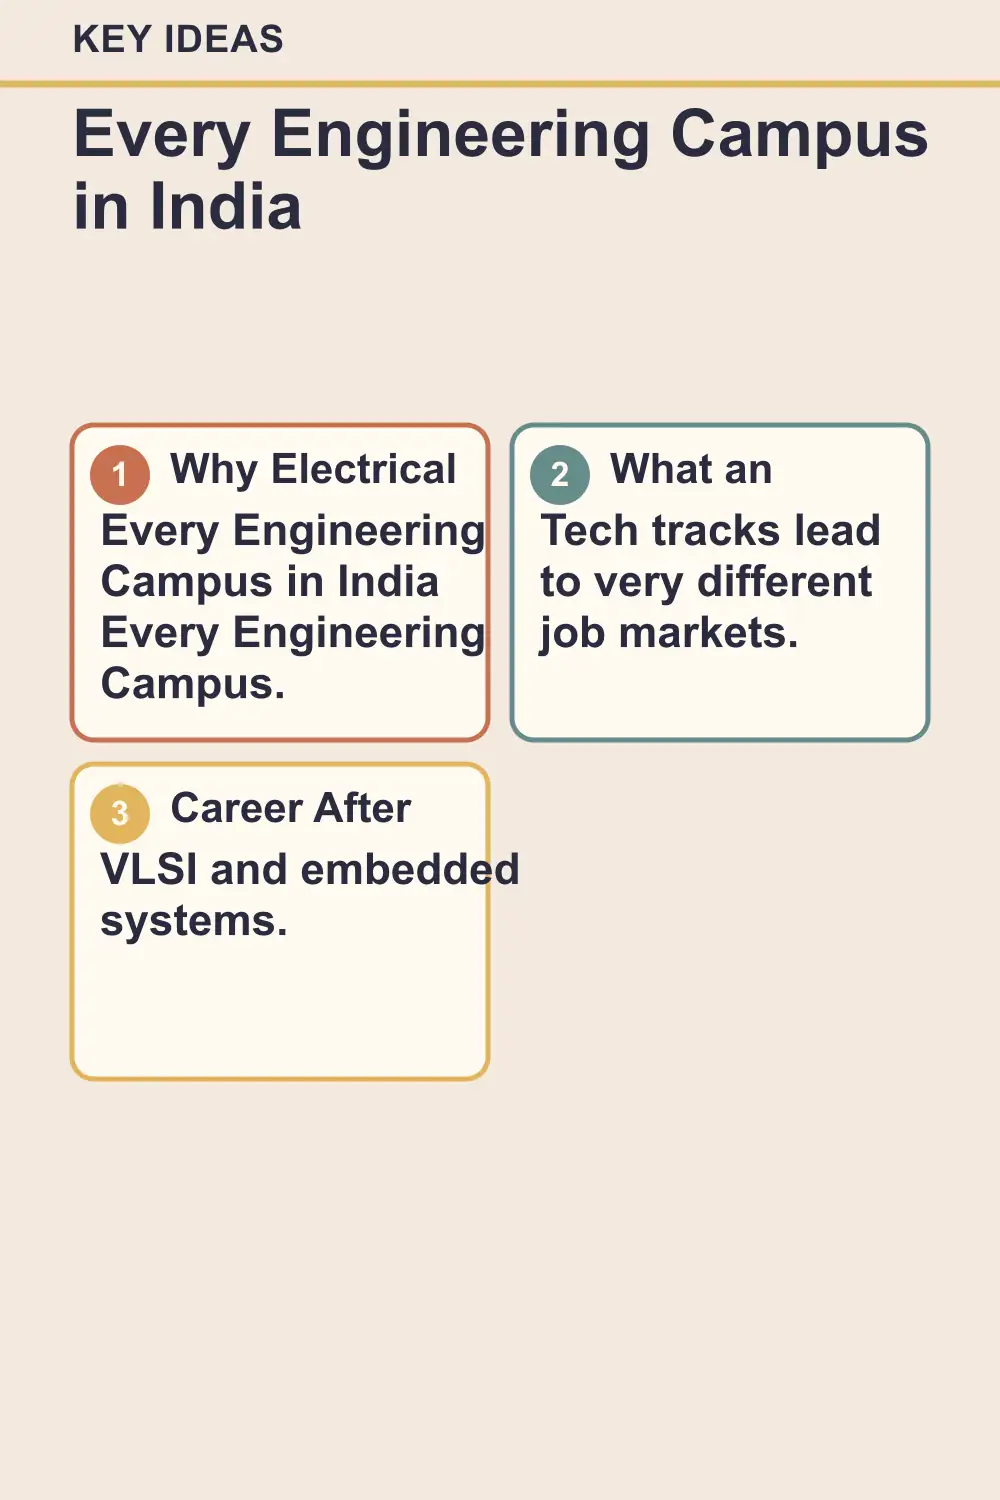 KEY IDEAS
Every Engineering Campus
in India
1 Why Electrical
Every Engineering
Campus in India
Every Engineering
Campus.
2 What an
Tech tracks lead
to very different
job markets.
3 Career After
VLSI and embedded
systems.